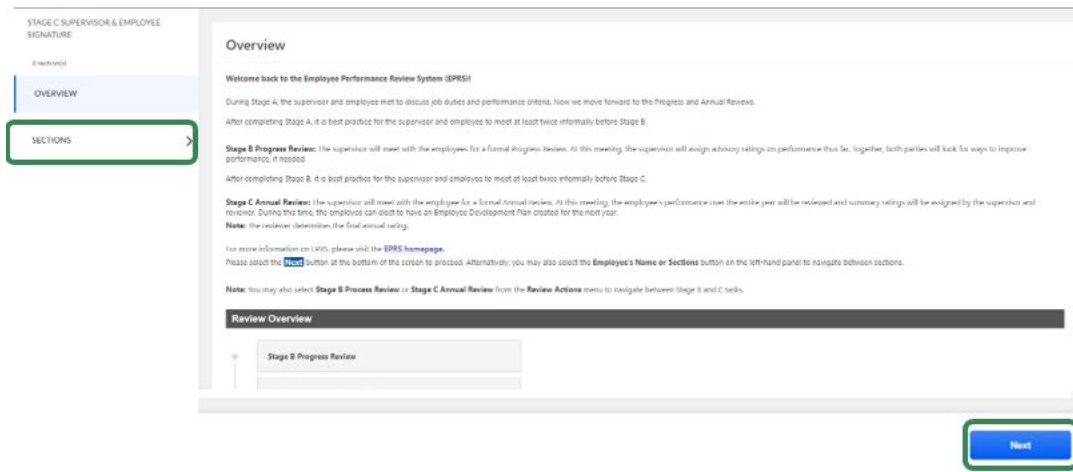 STAGE C SUPERVISOR & EMPLOYEE
SIGNATURE
section(s)
OVERVIEW
SECTIONS
Overview
Welcome back to the Employee Performance Review System (EPRS)!
During Stage A, the supervisor and employee met to discuss job duties and performance criteria. Now we move forward to the Progress and Annual Reviews.
After completing Stage A, it is best practice for the supervisor and employee to meet at least twice informally before Stage B.
Stage B Progress Review: The supervisor will meet with the employees for a formal Progress Review. At this meeting, the supervisor will assign advisory ratings on performance thus far. Together, both parties will look for ways to improve
performance, if needed.
After completing Stage B, it is best practice for the supervisor and employee to meet at least twice informally before Stage C.
Stage C Annual Review: The supervisor will meet with the employee for a formal Annual Review. At this meeting, the employee's performance over the entire year will be reviewed and summary ratings will be assigned by the supervisor and
reviewer. During this time, the employee can elect to have an Employee Development Plan created for the next year.
Note: the reviewer determines the final annual rating.
For more information on EPRS, please visit the EPRS homepage.
Please select the Next button at the bottom of the screen to proceed. Alternatively, you may also select the Employee's Name or Sections button on the left-hand panel to navigate between sections.
Note: You may also select Stage B Process Review or Stage C Annual Review from the Review Actions menu to navigate between Stage B and C tasks.
Review Overview
Stage B Progress Review
Next